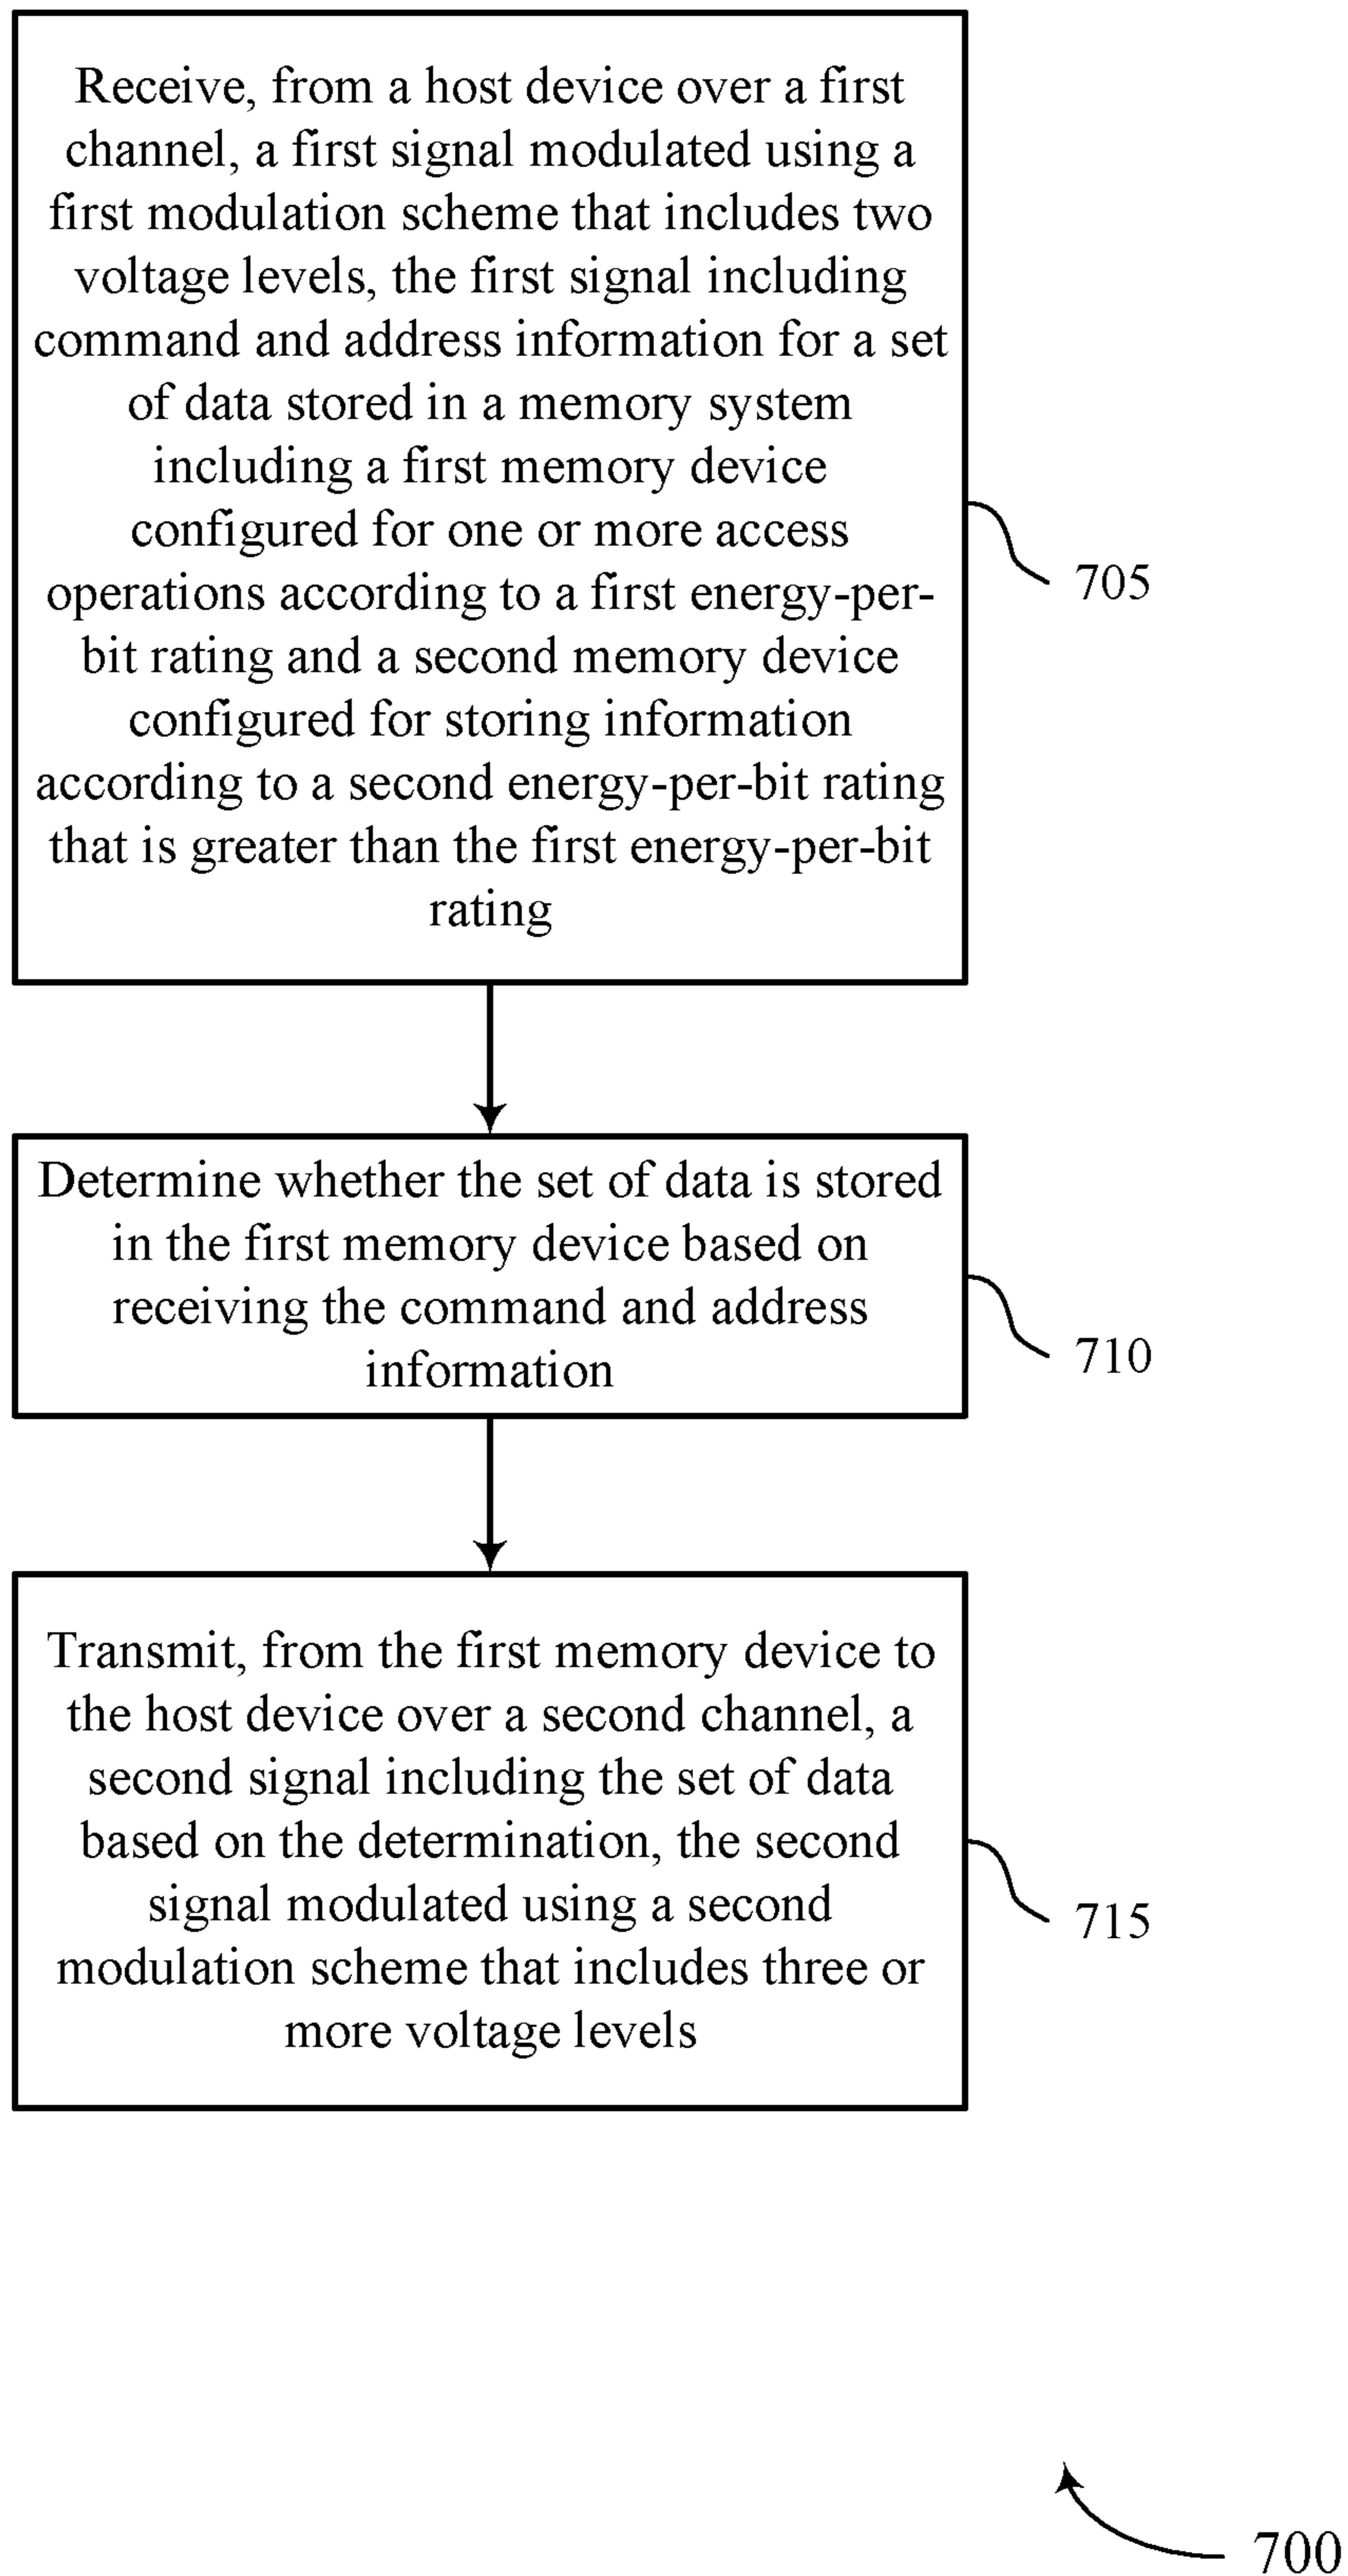 Receive, from a host device over a first
channel, a first signal modulated using a
first modulation scheme that includes two
voltage levels, the first signal including
command and address information for a set
of data stored in a memory system
including a first memory device
configured for one or more access
operations according to a first energy-per-
bit rating and a second memory device
configured for storing information
according to a second energy-per-bit rating
that is greater than the first energy-per-bit
rating
705
Determine whether the set of data is stored
in the first memory device based on
receiving the command and address
information
710
Transmit, from the first memory device to
the host device over a second channel, a
second signal including the set of data
based on the determination, the second
signal modulated using a second
modulation scheme that includes three or
more voltage levels
715
700